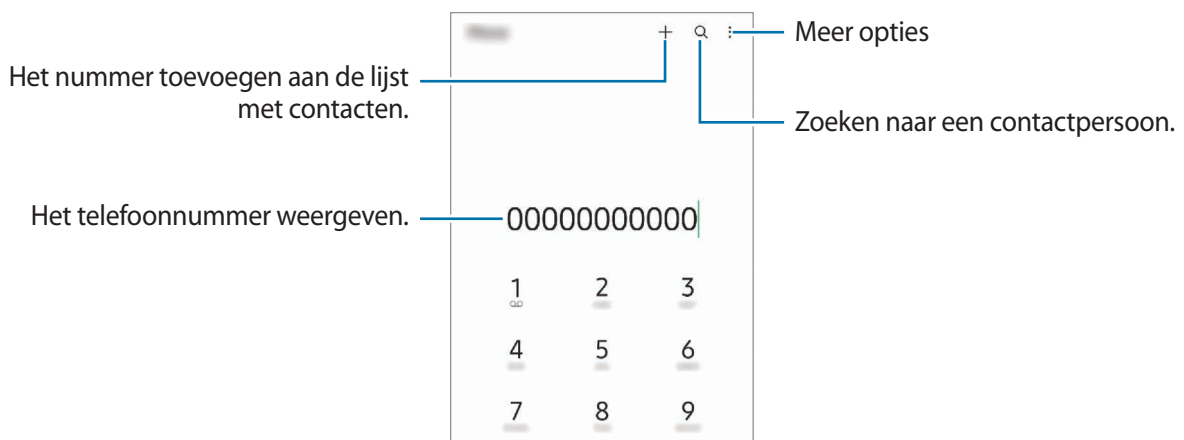 Meer opties
Het nummer toevoegen aan de lijst
met contacten.
Zoeken naar een contactpersoon.
Het telefoonnummer weergeven.
00000000000
1 2 3
4 5 6
7 8 9